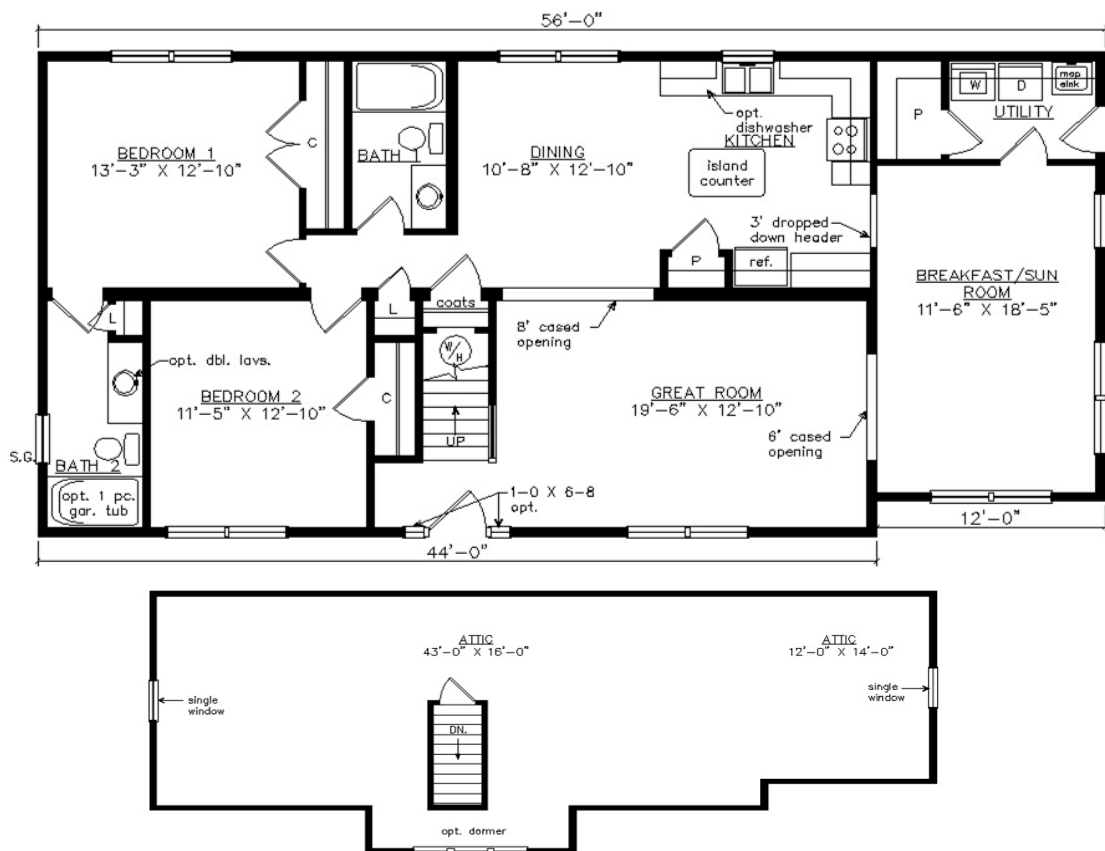 56'-0"
W
D
mop
sink
UTILITY
P
opt.
dishwasher
KITCHEN
BEDROOM 1
13'-3" X 12'-10"
C
BATH 1
DINING
10'-8" X 12'-10"
island
counter
3' dropped
down header
P
ref.
BREAKFAST/SUN
ROOM
11'-6" X 18'-5"
L
L
coats
8' cased
opening
W/H
opt. dbl. lavs.
BEDROOM 2
11'-5" X 12'-10"
C
GREAT ROOM
19'-6" X 12'-10"
UP
6' cased
opening
S.G.
BATH 2
opt. 1 pc.
gar. tub
1-0 X 6-8
opt.
12'-0"
44'-0"
ATTIC
43'-0" X 16'-0"
ATTIC
12'-0" X 14'-0"
single
window
single
window
DN.
opt. dormer